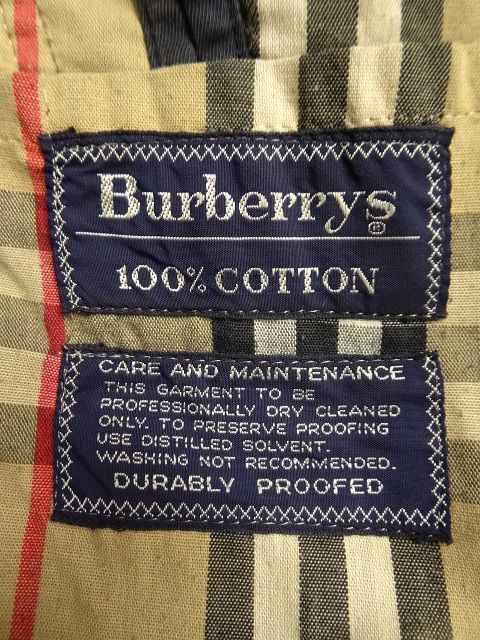 Burberrys®
100% COTTON
CARE AND MAINTENANCE
THIS GARMENT TO BE
PROFESSIONALLY DRY CLEANED
ONLY. TO PRESERVE PROOFING
USE DISTILLED SOLVENT.
WASHING NOT RECOMMENDED.
DURABLY PROOFED